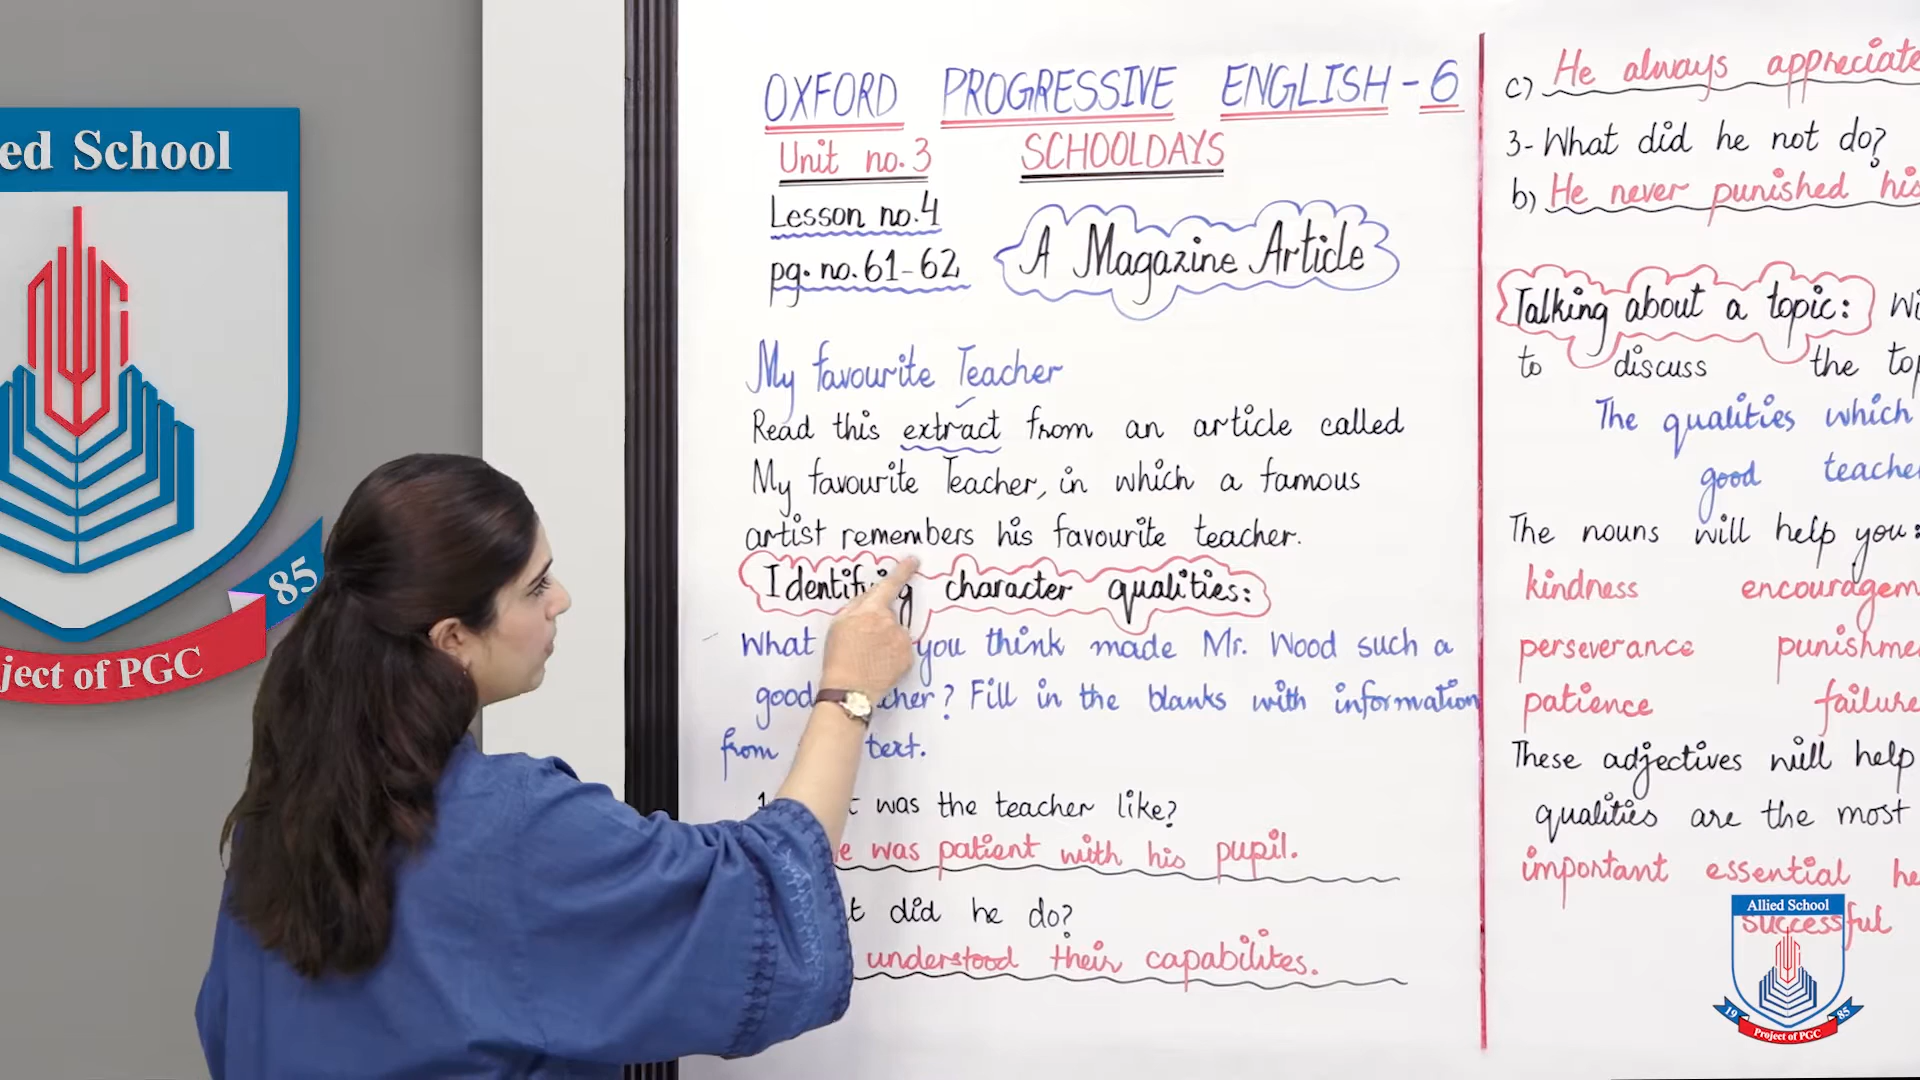 ed School
85
ject of PGC
OXFORD PROGRESSIVE ENGLISH-6
Unit no.3 SCHOOLDAYS
Lesson no.4
pg. no. 61-62
A Magazine Article
My favourite Teacher
Read this extract from an article called
My favourite Teacher, in which a famous
artist remembers his favourite teacher.
Identifying character qualities:
What you think made Mr. Wood such a
good cher? Fill in the blanks with information
from text.
1 t was the teacher like?
e was patient with his pupil.
t did he do?
understood their capabilites.
c) He always appreciate
3- What did he not do?
b) He never punished his
Talking about a topic: Wi
to discuss the top
The qualities which
good teacher
The nouns will help you:
kindness encouragem
perseverance punishme
patience failure
These adjectives will help
qualities are the most
important essential he
successful
Allied School
19 85
Project of PGC